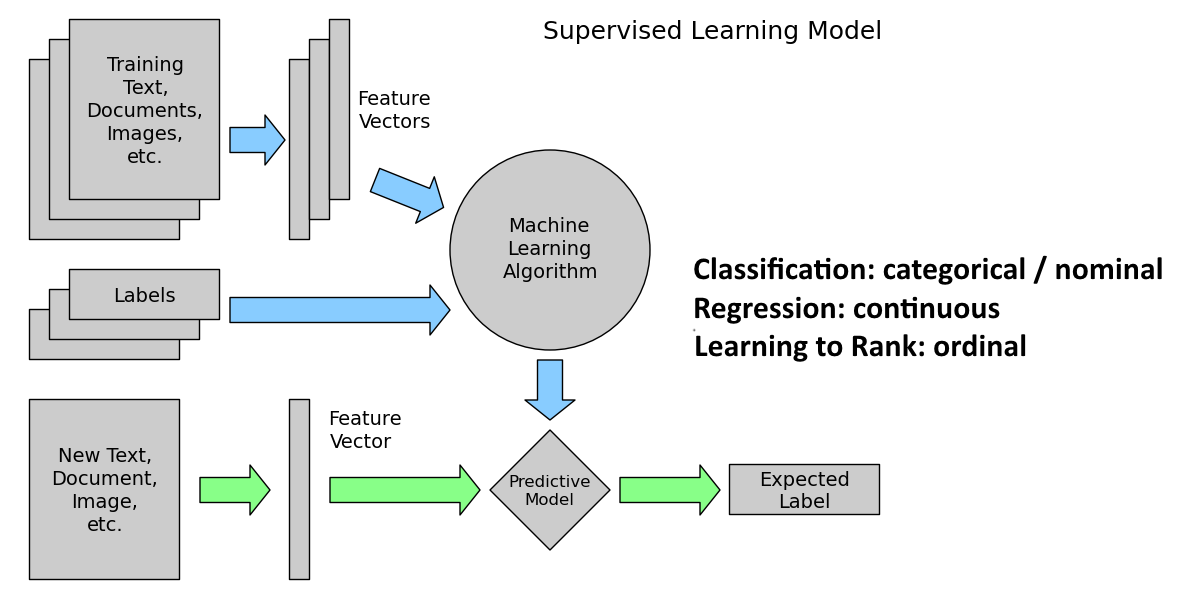 Supervised Learning Model
Training
Text,
Documents,
Images,
etc.
Feature
Vectors
Machine
Learning
Algorithm
Labels
Classification: categorical / nominal
Regression: continuous
Learning to Rank: ordinal
New Text,
Document,
Image,
etc.
Feature
Vector
Predictive
Model
Expected
Label